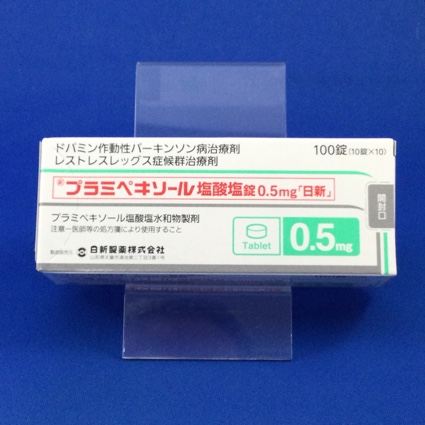 ドパミン作動性パーキンソン病治療剤
レストレスレッグス症候群治療剤
100錠(10錠×10)
プラミペキソール塩酸塩錠0.5mg「日新」
開封口
プラミペキソール塩酸塩水和物製剤
注意-医師等の処方箋により使用すること
Tablet
0.5mg
製造販売元
日新製薬株式会社